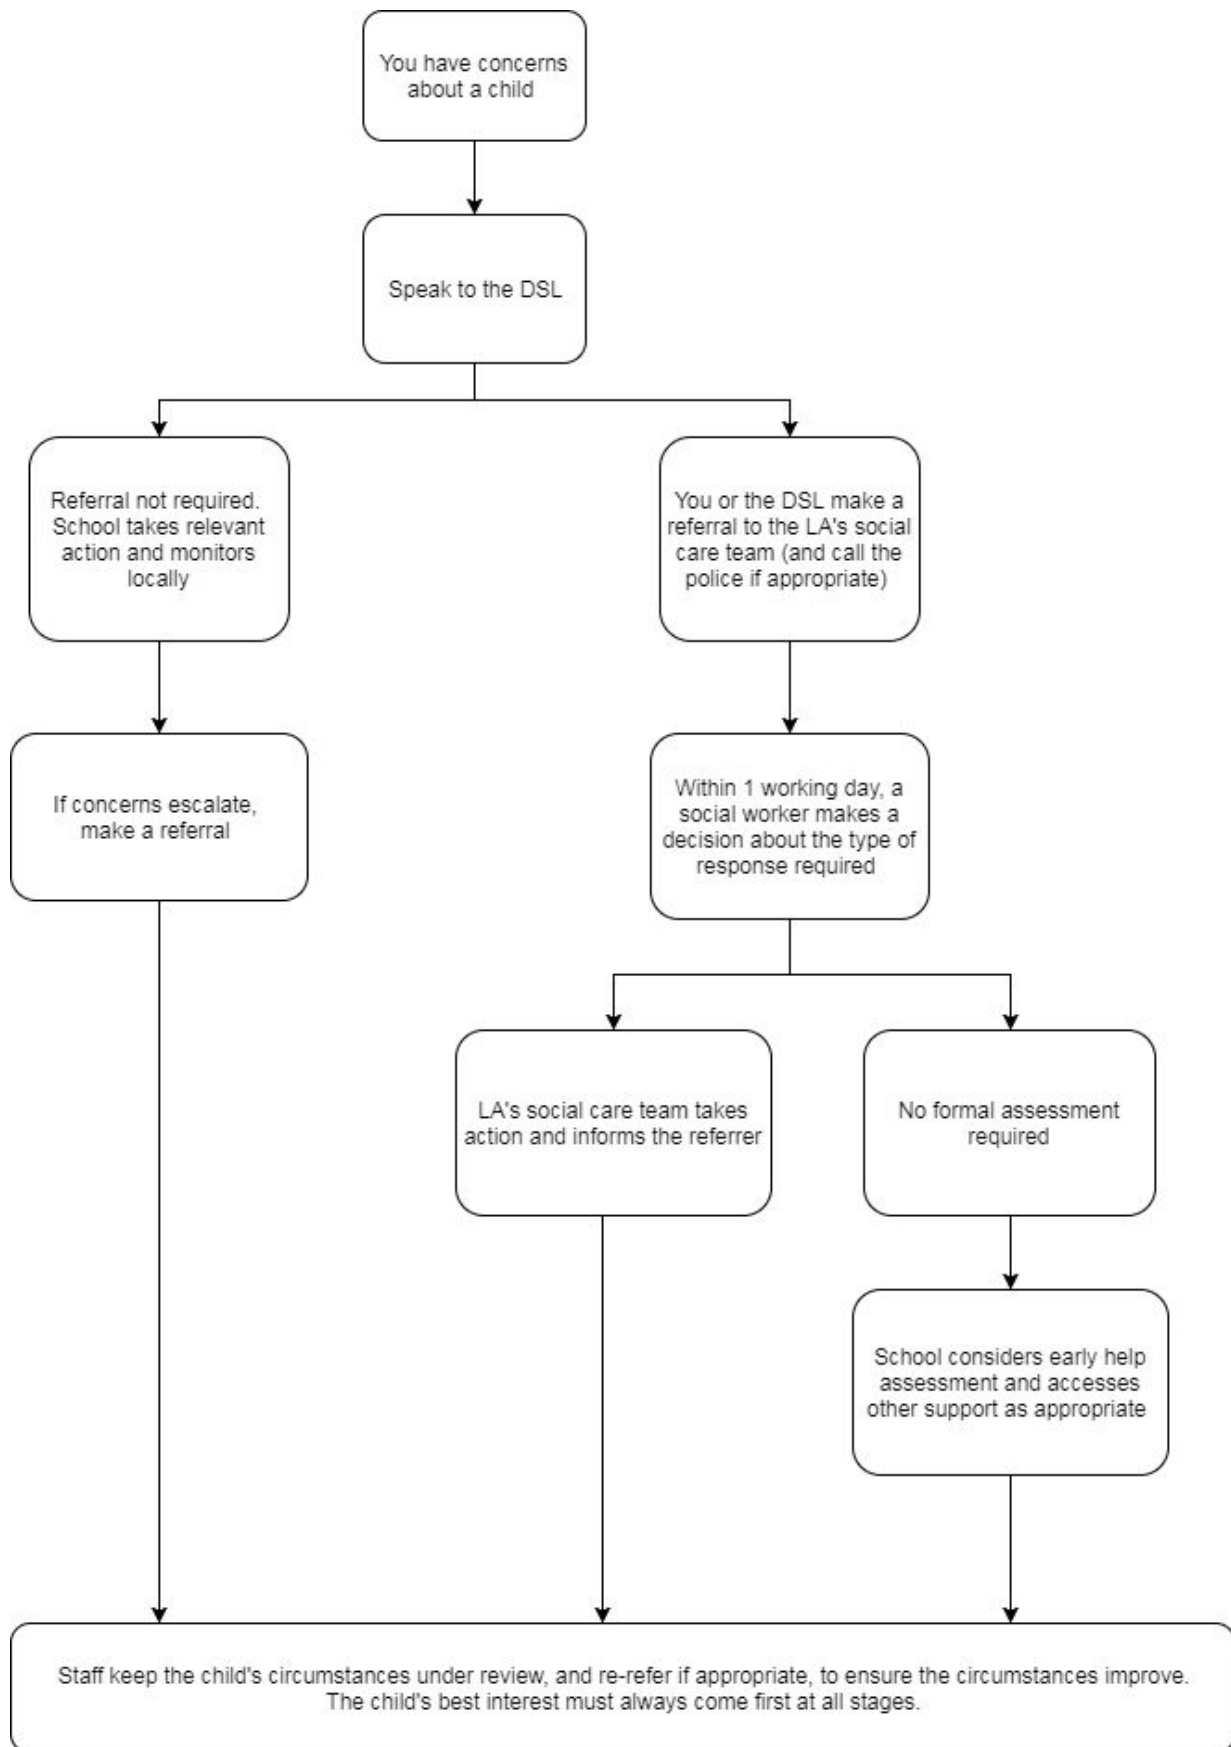 You have concerns
about a child
Speak to the DSL
Referral not required.
School takes relevant
action and monitors
locally
You or the DSL make a
referral to the LA's social
care team (and call the
police if appropriate)
If concerns escalate,
make a referral
Within 1 working day, a
social worker makes a
decision about the type of
response required
LA's social care team takes
action and informs the referrer
No formal assessment
required
School considers early help
assessment and accesses
other support as appropriate
Staff keep the child's circumstances under review, and re-refer if appropriate, to ensure the circumstances improve.
The child's best interest must always come first at all stages.